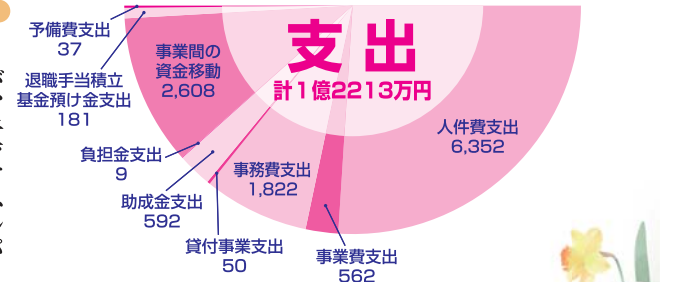 支出
計1億2213万円
予備費支出
37
退職手当積立
基金預け金支出
181
事業間の
資金移動
2,608
負担金支出
9
助成金支出
592
貸付事業支出
50
事務費支出
1,822
事業費支出
562
人件費支出
6,352